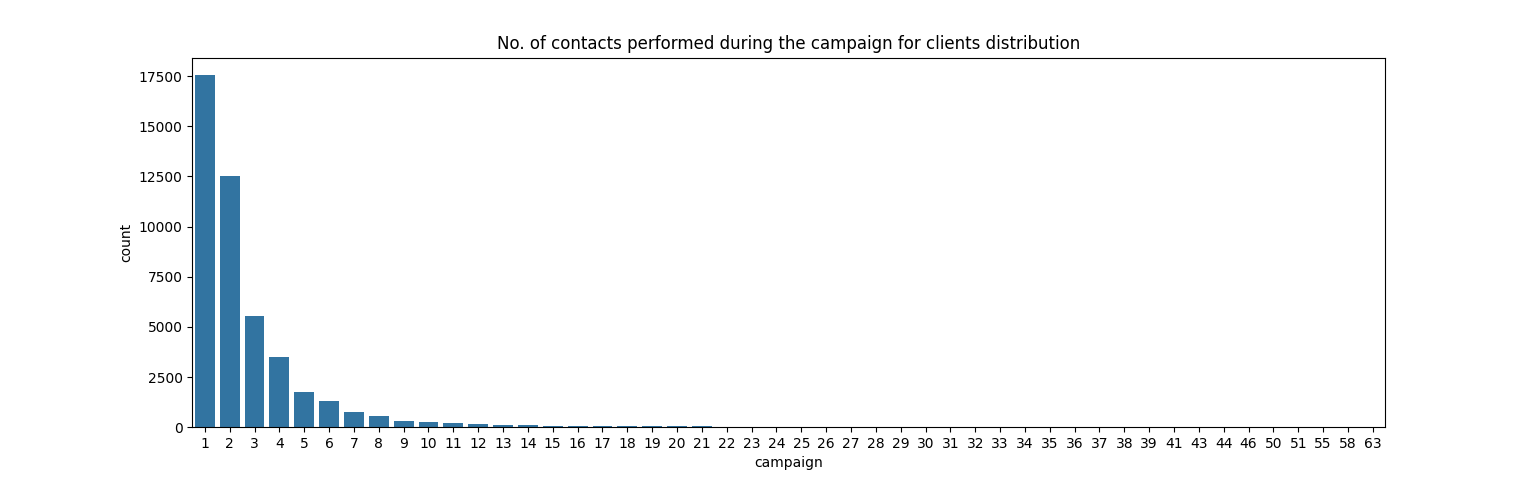 No. of contacts performed during the campaign for clients distribution
17500
15000
12500
10000
7500
5000
2500
0
count
1 2 3 4 5 6 7 8 9 10 11 12 13 14 15 16 17 18 19 20 21 22 23 24 25 26 27 28 29 30 31 32 33 34 35 36 37 38 39 41 43 44 46 50 51 55 58 63
campaign